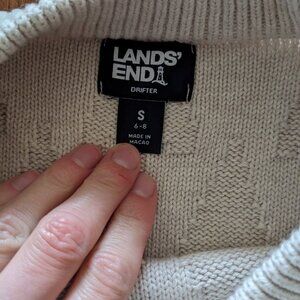 LANDS'
END
DRIFTER
S
6-8
MADE IN
MACAO